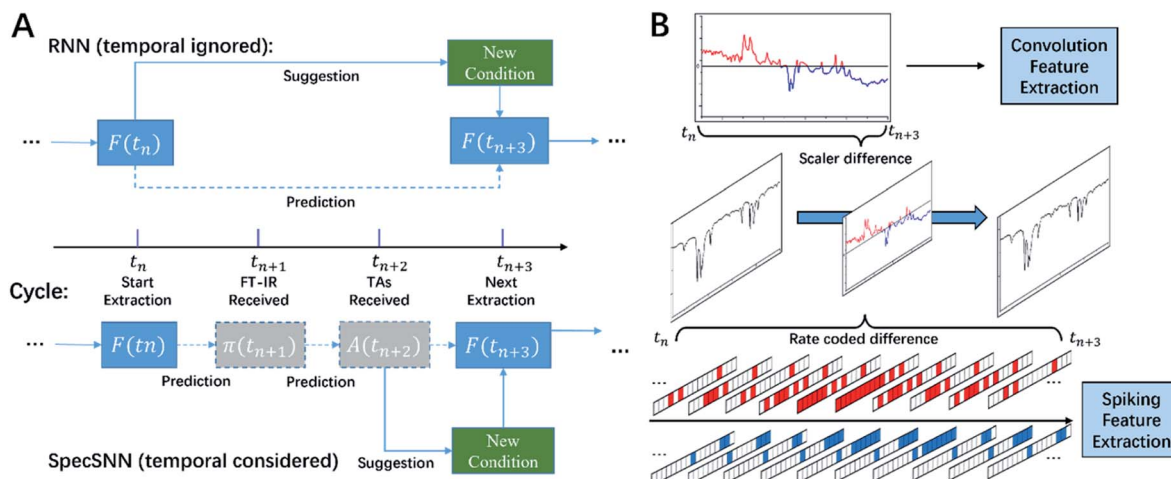 A
RNN (temporal ignored):
New
Condition
Suggestion
...
F(t_n)
F(t_{n+3})
...
Prediction
t_n
t_{n+1}
t_{n+2}
t_{n+3}
Cycle:
Start
Extraction
FT-IR
Received
TAs
Received
Next
Extraction
...
F(tn)
π(t_{n+1})
A(t_{n+2})
F(t_{n+3})
...
Prediction
Prediction
New
Condition
SpecSNN (temporal considered)
Suggestion
B
0
Convolution
Feature
Extraction
t_n
t_{n+3}
Scaler difference
t_n
t_{n+3}
Rate coded difference
...
...
Spiking
Feature
Extraction
...
...